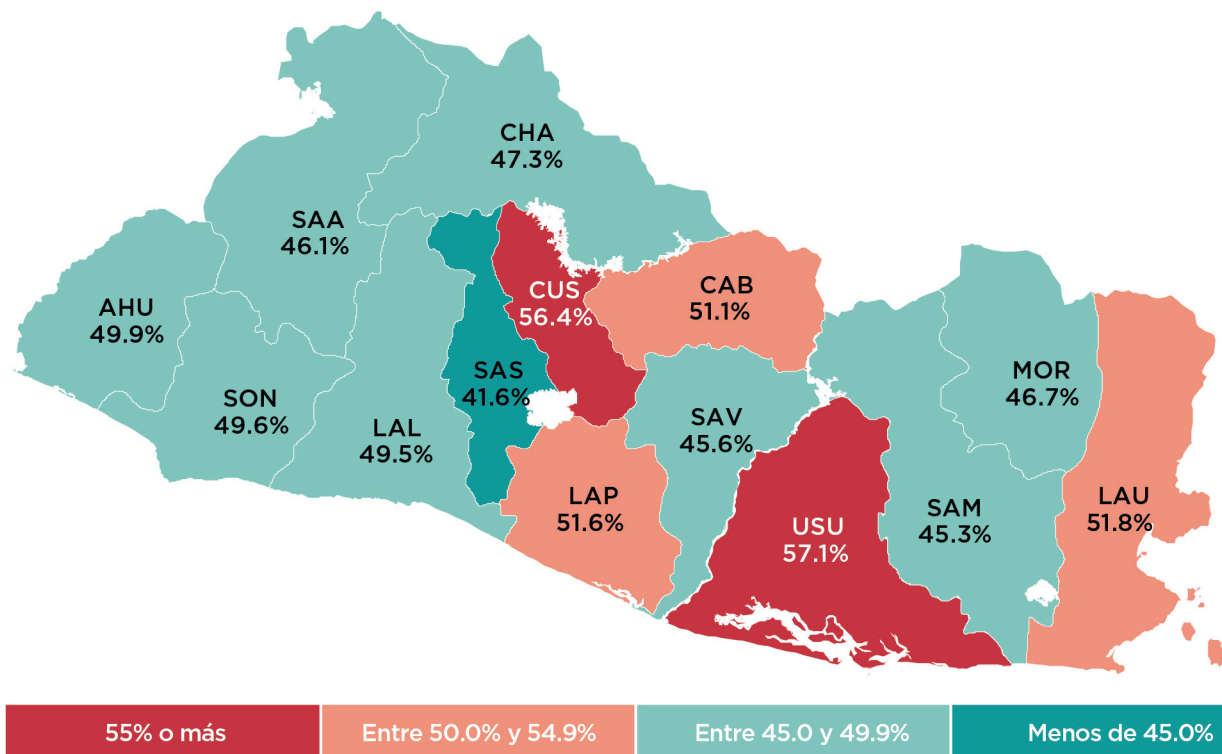 CHA
47.3%
SAA
46.1%
CUS
56.4%
CAB
51.1%
AHU
49.9%
SAS
41.6%
MOR
46.7%
SON
49.6%
SAV
45.6%
LAL
49.5%
LAP
51.6%
SAM
45.3%
LAU
51.8%
USU
57.1%
55% o más
Entre 50.0% y 54.9%
Entre 45.0 y 49.9%
Menos de 45.0%